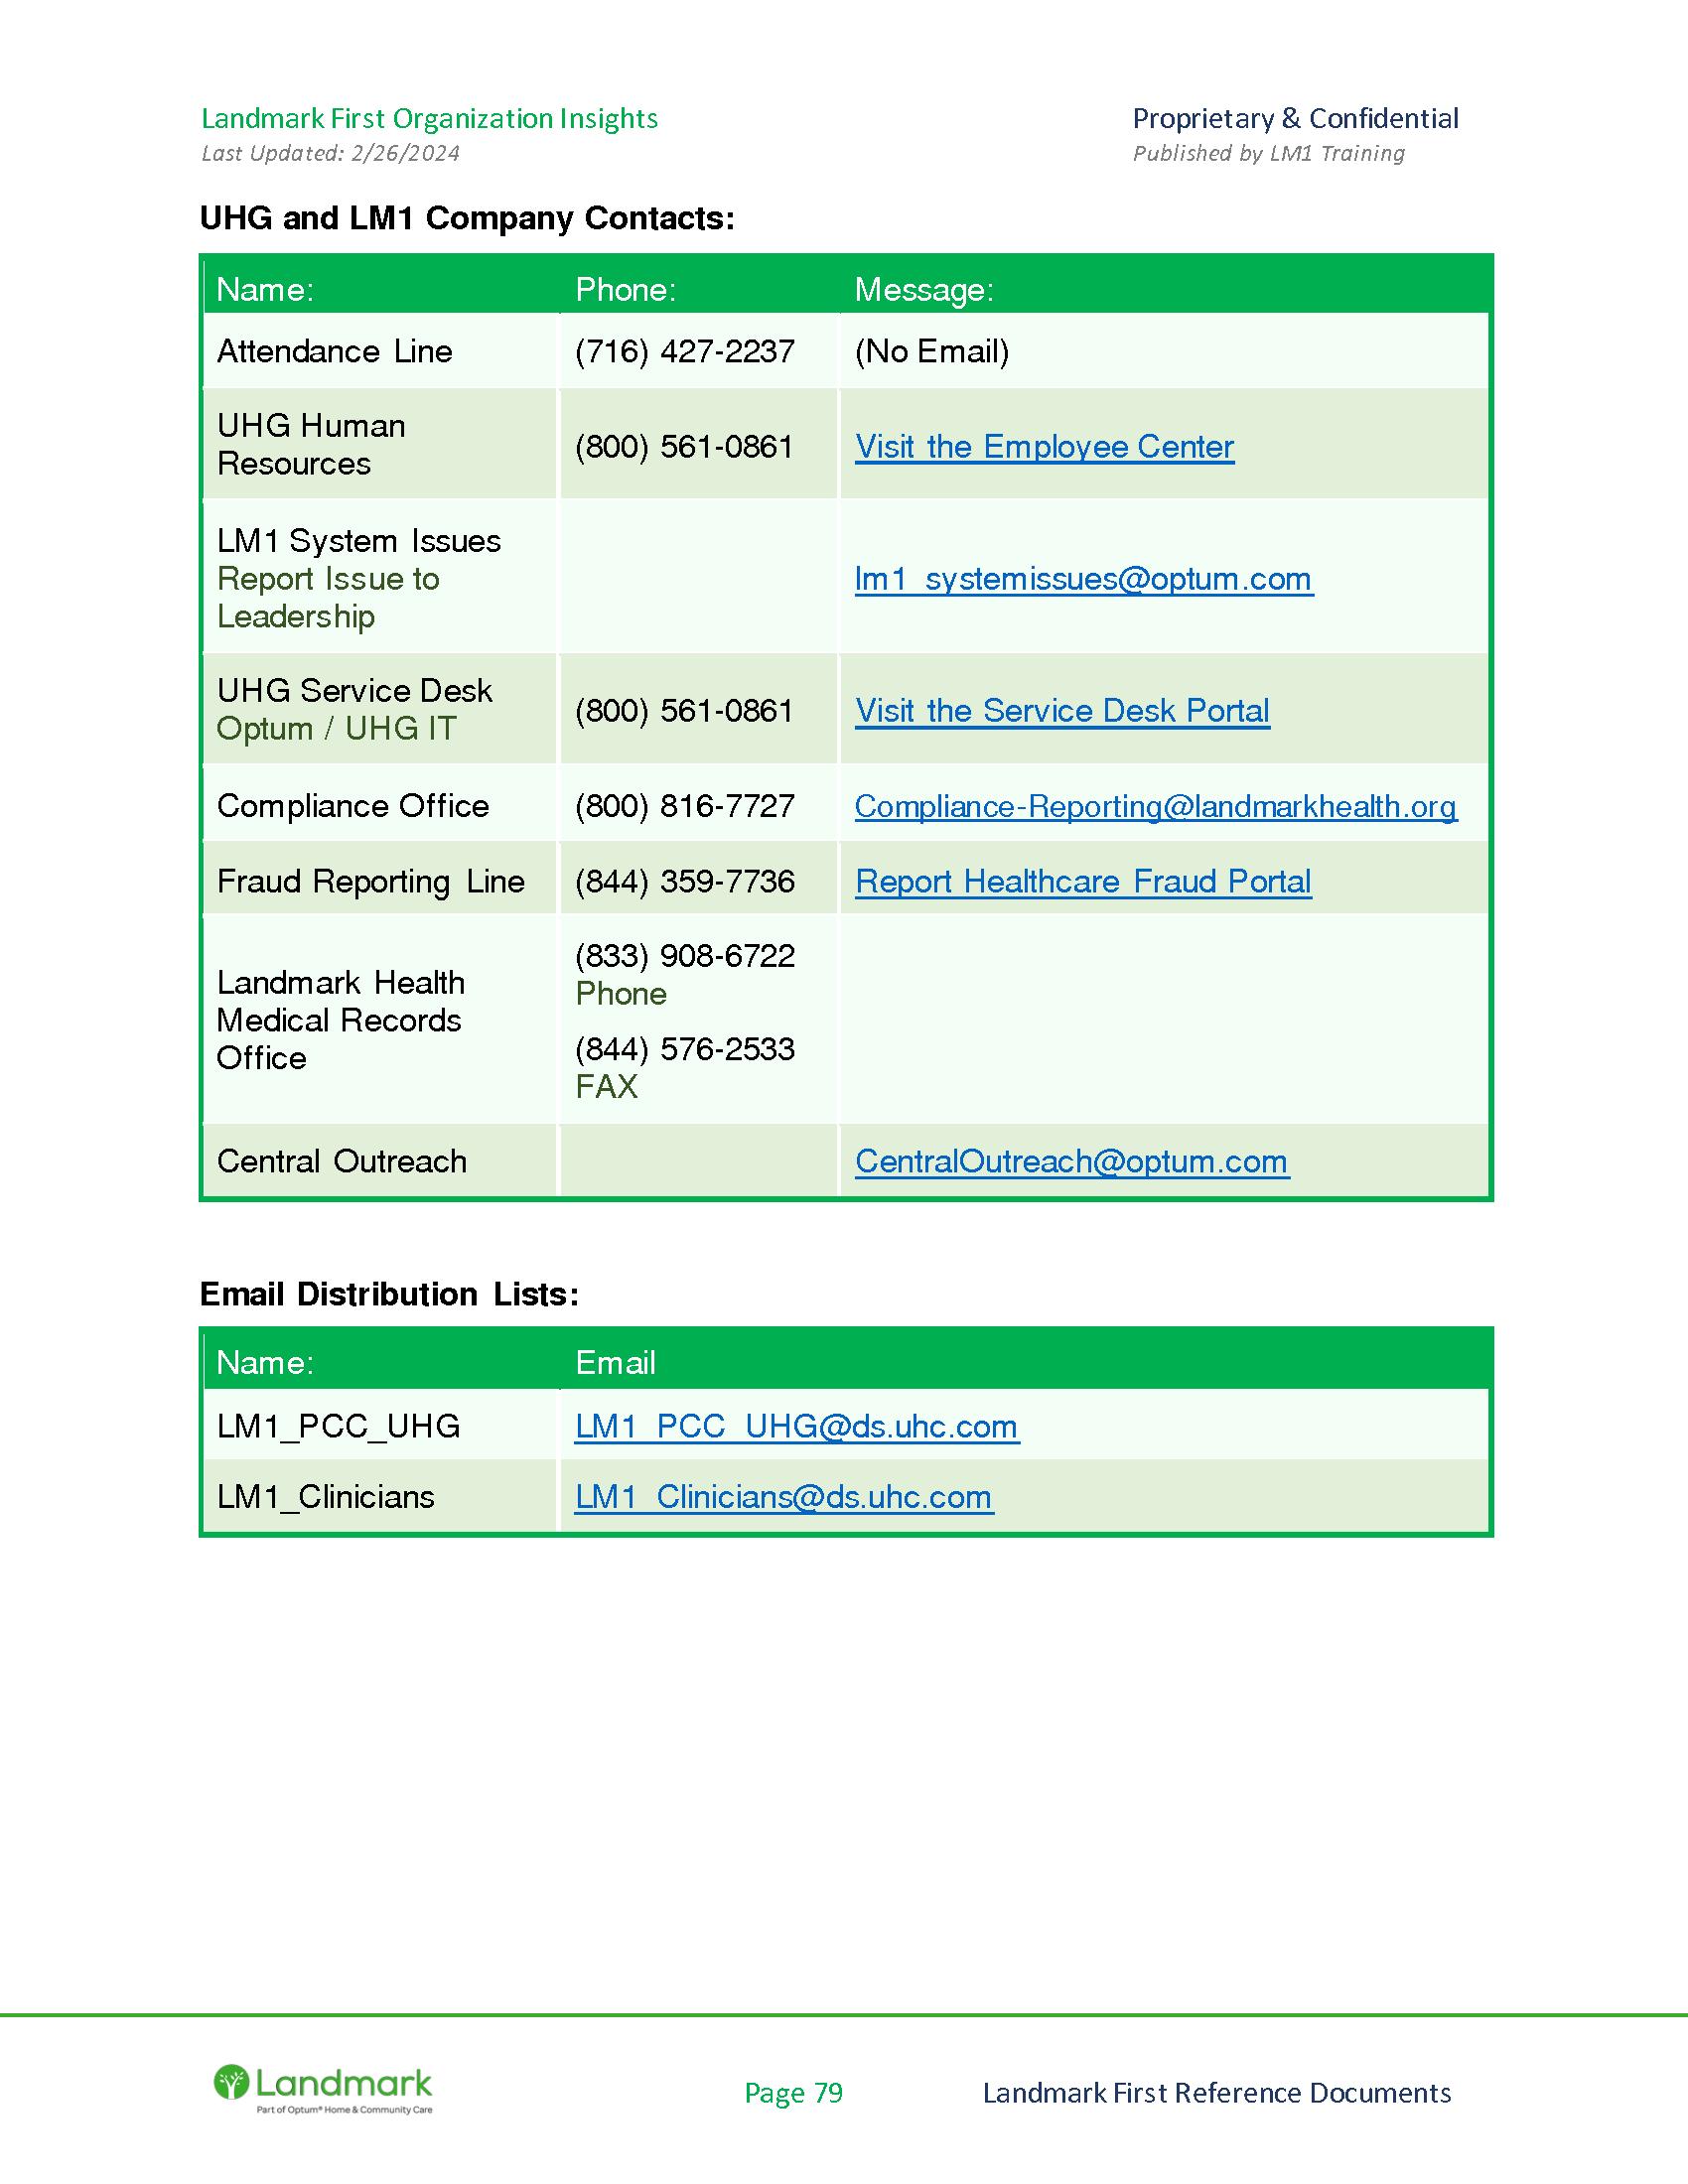 Landmark First Organization Insights
Proprietary & Confidential
Last Updated: 2/26/2024
Published by LM1 Training
UHG and LM1 Company Contacts:
Name: Phone: Message:
Attendance Line (716) 427-2237 (No Email)
UHG Human
Resources
(800) 561-0861 Visit the Employee Center
LM1 System Issues
Report Issue to
Leadership
lm1_systemissues@optum.com
UHG Service Desk
Optum / UHG IT
(800) 561-0861 Visit the Service Desk Portal
Compliance Office (800) 816-7727 Compliance-Reporting@landmarkhealth.org
Fraud Reporting Line (844) 359-7736 Report Healthcare Fraud Portal
Landmark Health
Medical Records
Office
(833) 908-6722
Phone
(844) 576-2533
FAX
Central Outreach CentralOutreach@optum.com
Email Distribution Lists:
Name: Email
LM1_PCC_UHG LM1_PCC_UHG@ds.uhc.com
LM1_Clinicians LM1_Clinicians@ds.uhc.com
Landmark
Part of Optum® Home & Community Care
Page 79
Landmark First Reference Documents